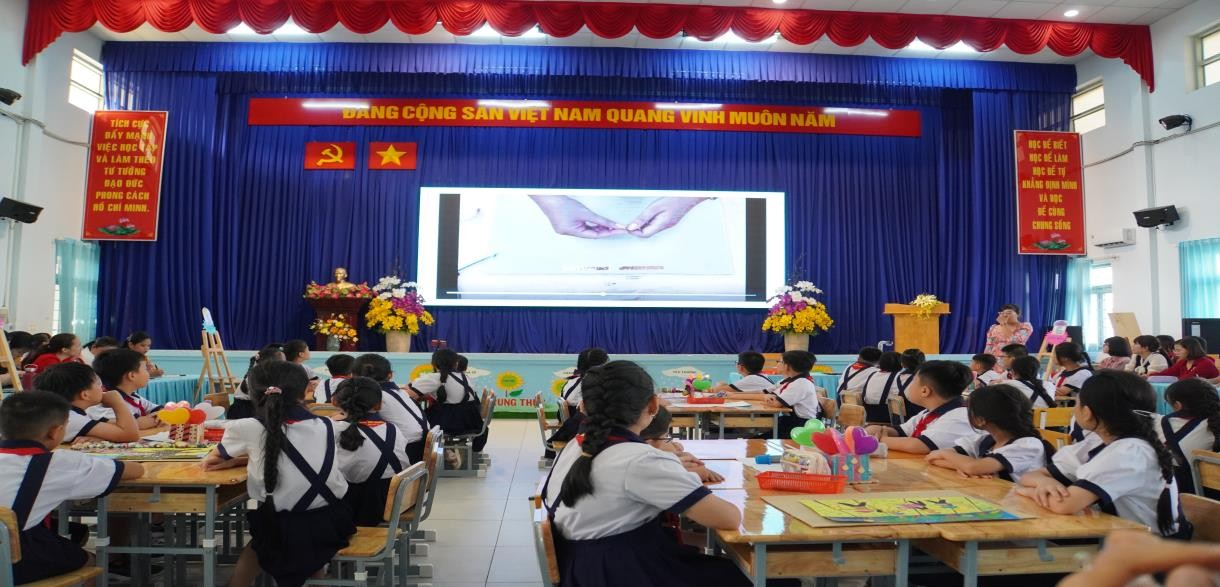 ĐẢNG CỘNG SẢN VIỆT NAM QUANG VINH MUÔN NĂM
TÍCH CỰC
ĐẨY MẠNH
VIỆC HỌC TẬP
VÀ LÀM THEO
TƯ TƯỞNG
ĐẠO ĐỨC
PHONG CÁCH
HỒ CHÍ MINH.
HỌC ĐỂ BIẾT
HỌC ĐỂ LÀM
HỌC ĐỂ TỰ
KHẲNG ĐỊNH MÌNH
VÀ HỌC
ĐỂ CÙNG
CHUNG SỐNG